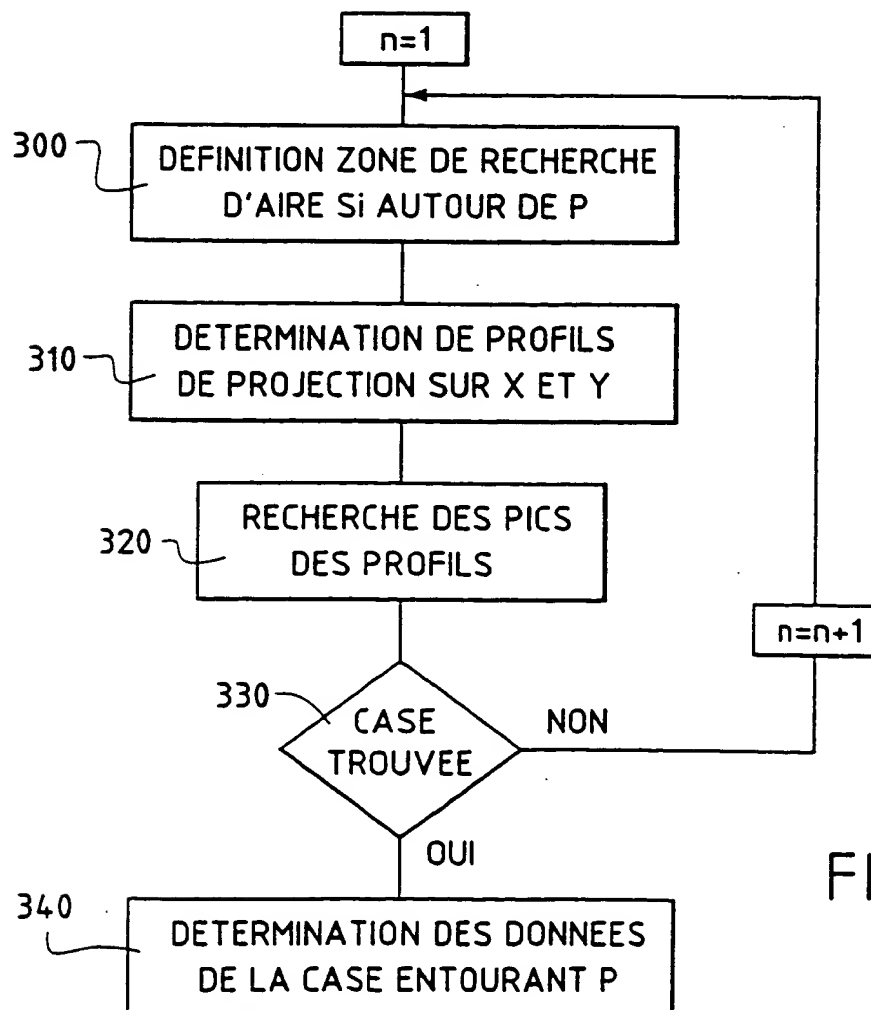 n=1
300
DEFINITION ZONE DE RECHERCHE
D'AIRE Si AUTOUR DE P
310
DETERMINATION DE PROFILS
DE PROJECTION SUR X ET Y
320
RECHERCHE DES PICS
DES PROFILS
n=n+1
330
CASE
TROUVEE
NON
OUI
340
DETERMINATION DES DONNEES
DE LA CASE ENTOURANT P